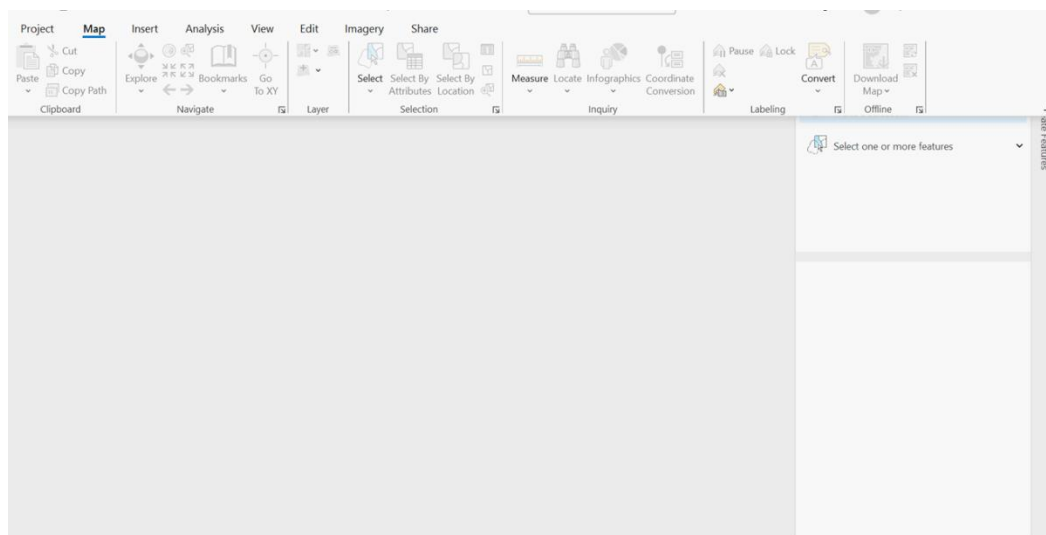 Project Map Insert Analysis View Edit Imagery Share
Paste
Cut
Copy
Copy Path
Clipboard
Explore
Bookmarks
Go
To XY
Navigate
Layer
Select
Select By
Attributes
Select By
Location
Selection
Measure
Locate
Infographics
Coordinate
Conversion
Inquiry
Pause
Lock
Labeling
Convert
A
Download
Map
Offline
Select one or more features
Features